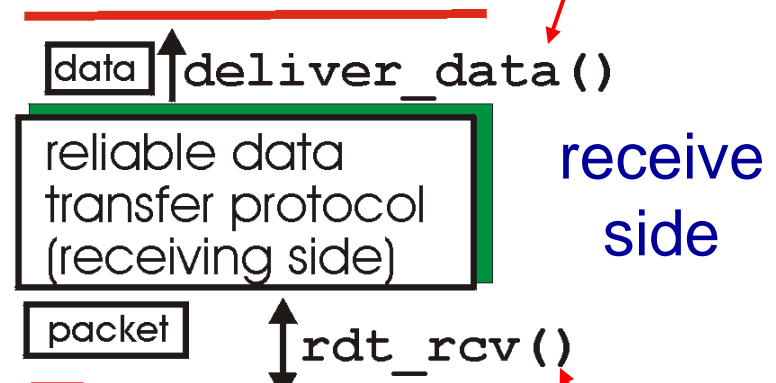 data deliver_data()
reliable data
transfer protocol
(receiving side)
receive
side
packet
rdt_rcv()